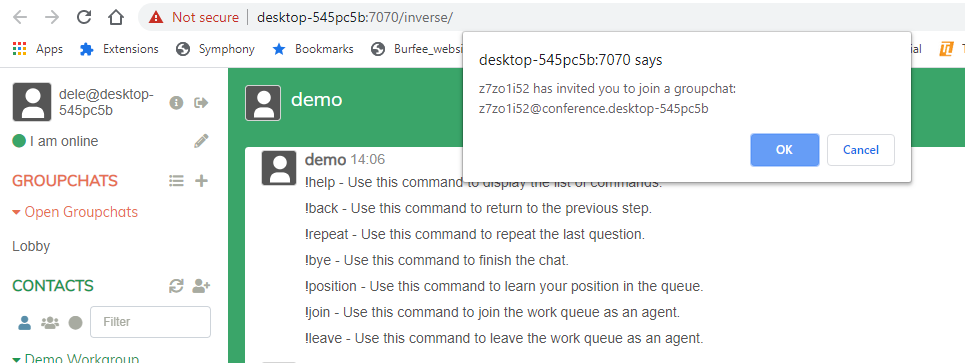 Not secure | desktop-545pc5b:7070/inverse/
Apps Extensions Symphony Bookmarks Burfee_websi
desktop-545pc5b:7070 says
z7zo1i52 has invited you to join a groupchat:
z7zo1i52@conference.desktop-545pc5b
OK Cancel
dele@desktop-
545pc5b
I am online
GROUPCHATS
Open Groupchats
Lobby
CONTACTS
Filter
Demo Workgroup
demo
demo 14:06
!help - Use this command to display the list of commands.
!back - Use this command to return to the previous step.
!repeat - Use this command to repeat the last question.
!bye - Use this command to finish the chat.
!position - Use this command to learn your position in the queue.
!join - Use this command to join the work queue as an agent.
!leave - Use this command to leave the work queue as an agent.